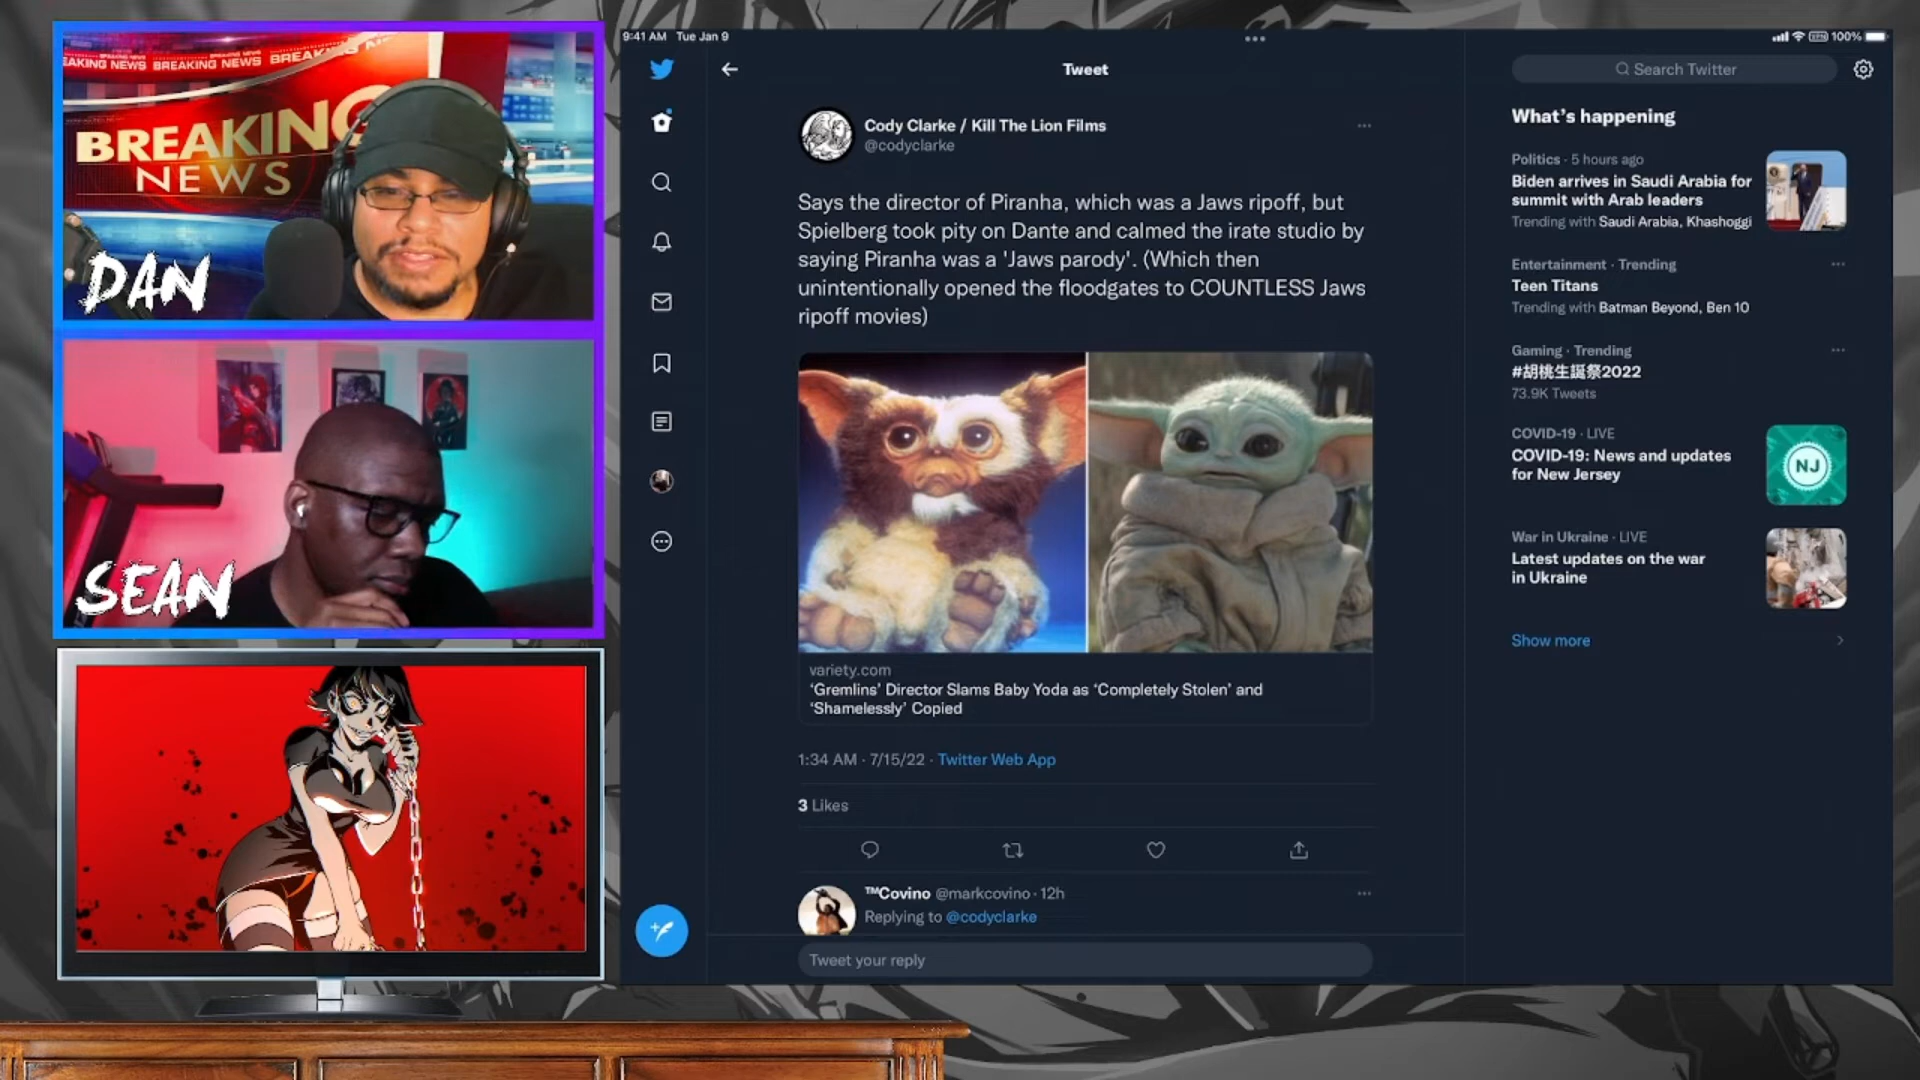 EAKING NEWS BREAKING NEWS
BREAKING
NEWS
DAN
SEAN
9:41 AM Tue Jan 9
100%
Tweet
Search Twitter
Cody Clarke / Kill The Lion Films
@codyclarke
Says the director of Piranha, which was a Jaws ripoff, but
Spielberg took pity on Dante and calmed the irate studio by
saying Piranha was a 'Jaws parody'. (Which then
unintentionally opened the floodgates to COUNTLESS Jaws
ripoff movies)
variety.com
‘Gremlins’ Director Slams Baby Yoda as ‘Completely Stolen’ and
‘Shamelessly’ Copied
1:34 AM · 7/15/22 · Twitter Web App
3 Likes
™Covino @markcovino · 12h
Replying to @codyclarke
Tweet your reply
What’s happening
Politics · 5 hours ago
Biden arrives in Saudi Arabia for
summit with Arab leaders
Trending with Saudi Arabia, Khashoggi
Entertainment · Trending
Teen Titans
Trending with Batman Beyond, Ben 10
Gaming · Trending
#胡桃生誕祭2022
73.9K Tweets
COVID-19 · LIVE
COVID-19: News and updates
for New Jersey
NJ
War in Ukraine · LIVE
Latest updates on the war
in Ukraine
Show more